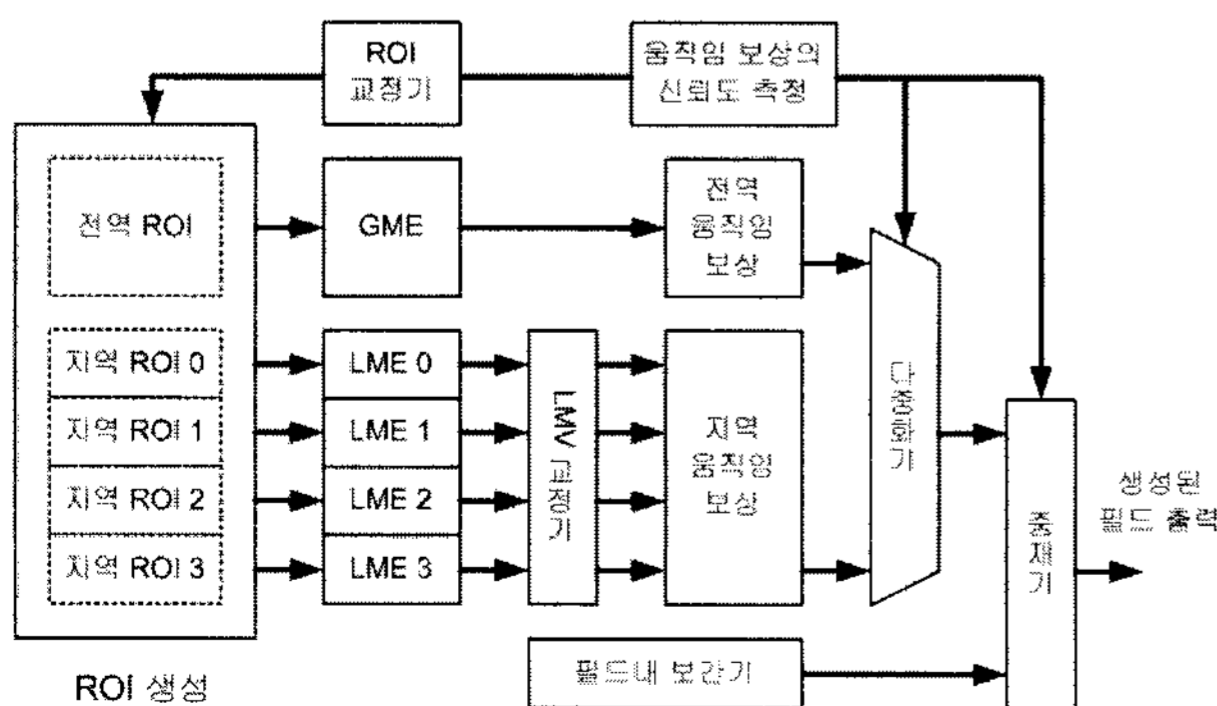 ROI
교정기
움직임 보상의
신뢰도 측정
전역 ROI
GME
전역
움직임
보상
지역 ROI 0
지역 ROI 1
지역 ROI 2
지역 ROI 3
LME 0
LME 1
LME 2
LME 3
LMV 교정기
지역
움직임
보상
다중화기
중재기
생성된
필드 출력
필드내 보간기
ROI 생성